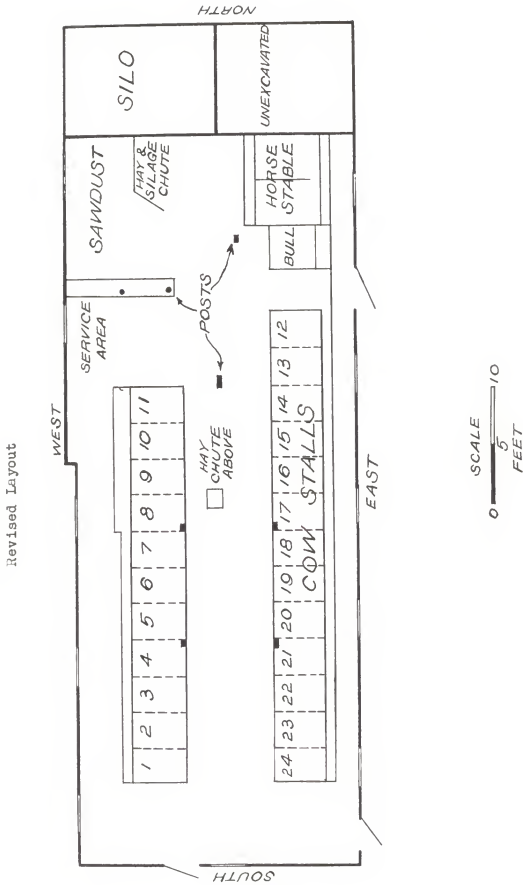 Revised Layout
NORTH
SILO
UNEXCAVATED
SAWDUST
HAY &
SILAGE
CHUTE
HORSE
STABLE
BULL
POSTS
SERVICE
AREA
WEST
HAY
CHUTE
ABOVE
1 2 3 4 5 6 7 8 9 10 11
24 23 22 21 20 19 18 17 16 15 14 13 12
COW STALLS
EAST
SOUTH
SCALE
0 5 10
FEET